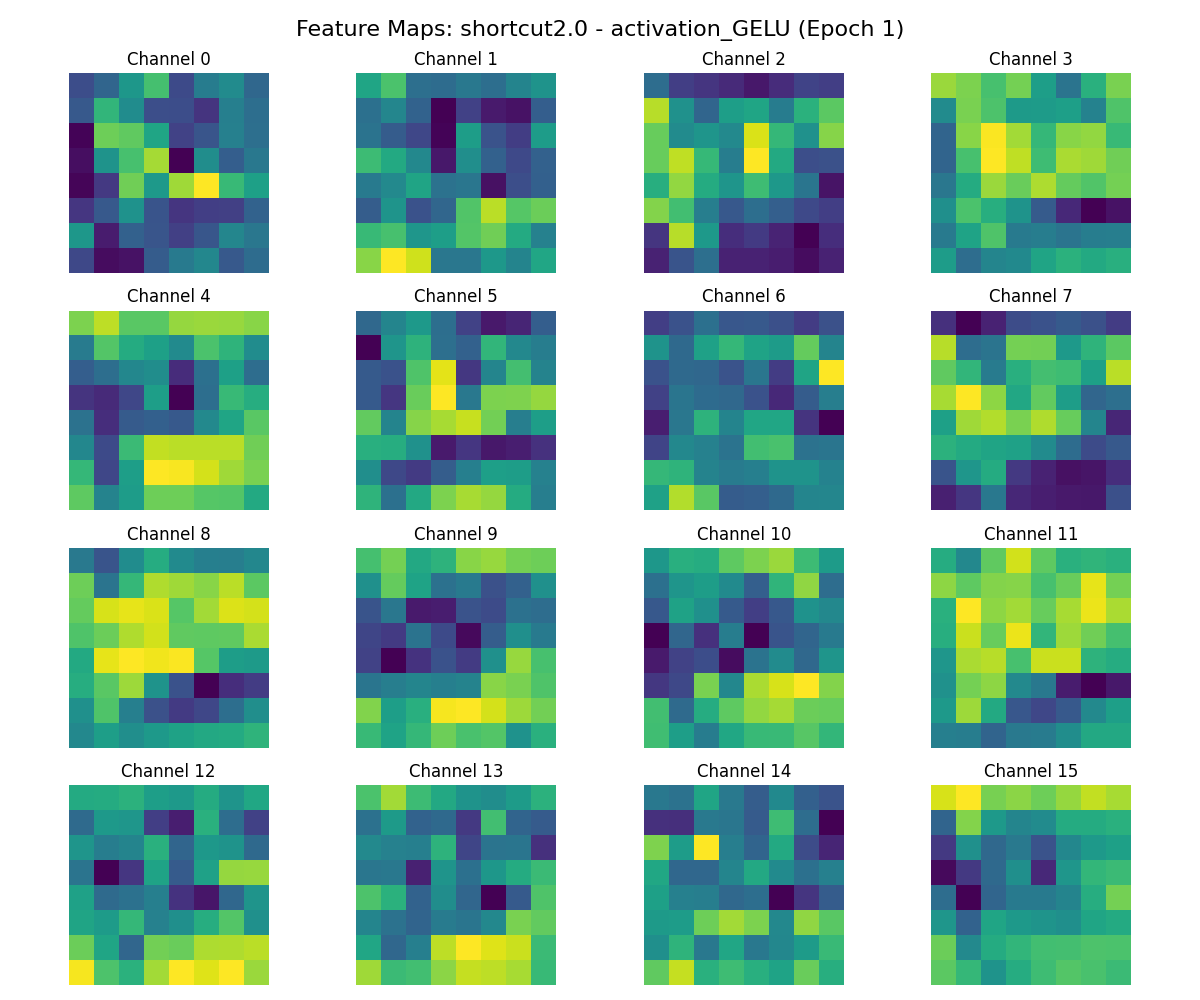 Feature Maps: shortcut2.0 - activation_GELU (Epoch 1)
Channel 0 Channel 1 Channel 2 Channel 3
Channel 4 Channel 5 Channel 6 Channel 7
Channel 8 Channel 9 Channel 10 Channel 11
Channel 12 Channel 13 Channel 14 Channel 15